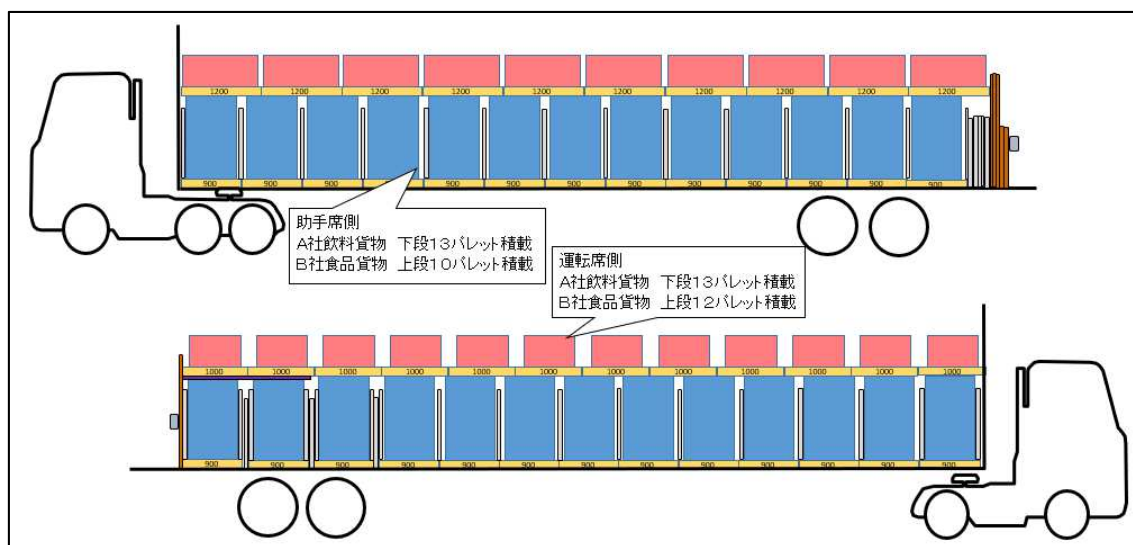 1200 1200 1200 1200 1200 1200 1200 1200 1200 1200
900 900 900 900 900 900 900 900 900 900 900 900 900
助手席側
A社飲料貨物 下段13パレット積載
B社食品貨物 上段10パレット積載
運転席側
A社飲料貨物 下段13パレット積載
B社食品貨物 上段12パレット積載
1000 1000 1000 1000 1000 1000 1000 1000 1000 1000 1000 1000
900 900 900 900 900 900 900 900 900 900 900 900 900